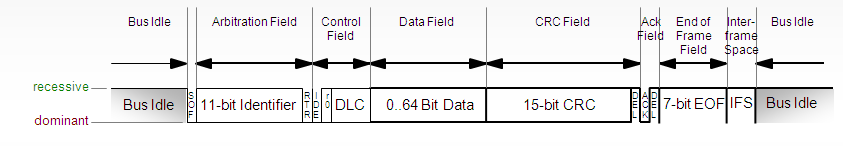 Bus Idle
Arbitration Field
Control
Field
Data Field
CRC Field
Ack
Field
End of
Frame
Field
Inter-
frame
Space
Bus Idle
recessive
dominant
Bus Idle
SOF
11-bit Identifier
RTR
IDE
r0
DLC
0..64 Bit Data
15-bit CRC
DEL
ACK
DEL
7-bit EOF
IFS
Bus Idle